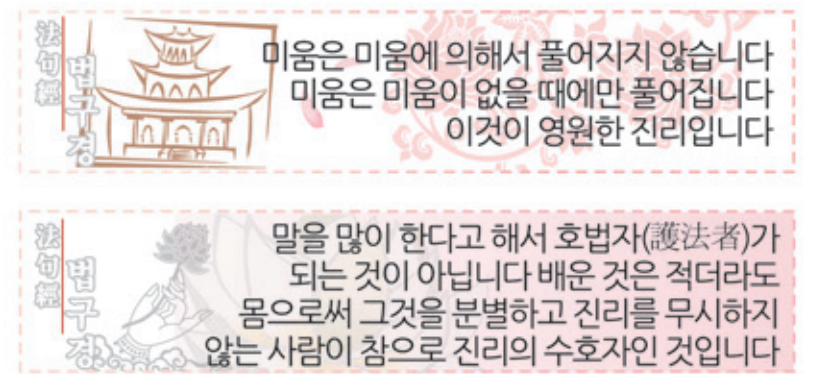 法句經
법구경
미움은 미움에 의해서 풀어지지 않습니다
미움은 미움이 없을 때에만 풀어집니다
이것이 영원한 진리입니다
法句經
법구경
말을 많이 한다고 해서 호법자(護法者)가
되는 것이 아닙니다 배운 것은 적더라도
몸으로써 그것을 분별하고 진리를 무시하지
않는 사람이 참으로 진리의 수호자인 것입니다